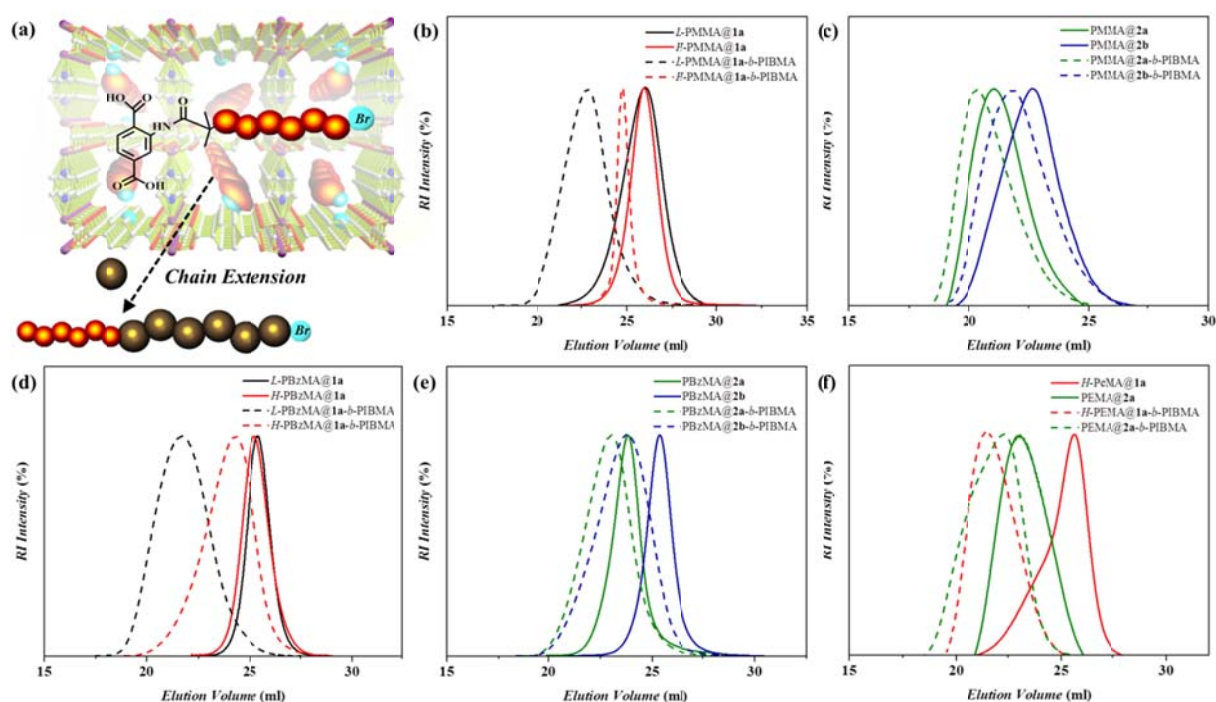 (a)
HO
O
HN
O
Br
O
OH
Chain Extension
Br
(b)
L-PMMA@1a
H-PMMA@1a
L-PMMA@1a-b-PIBMA
H-PMMA@1a-b-PIBMA
RI Intensity (%)
15 20 25 30 35
Elution Volume (ml)
(c)
PMMA@2a
PMMA@2b
PMMA@2a-b-PIBMA
PMMA@2b-b-PIBMA
RI Intensity (%)
15 20 25 30
Elution Volume (ml)
(d)
L-PBzMA@1a
H-PBzMA@1a
L-PBzMA@1a-b-PIBMA
H-PBzMA@1a-b-PIBMA
RI Intensity (%)
15 20 25 30
Elution Volume (ml)
(e)
PBzMA@2a
PBzMA@2b
PBzMA@2a-b-PIBMA
PBzMA@2b-b-PIBMA
RI Intensity (%)
15 20 25 30
Elution Volume (ml)
(f)
H-PeMA@1a
PEMA@2a
H-PEMA@1a-b-PIBMA
PEMA@2a-b-PIBMA
RI Intensity (%)
15 20 25 30
Elution Volume (ml)